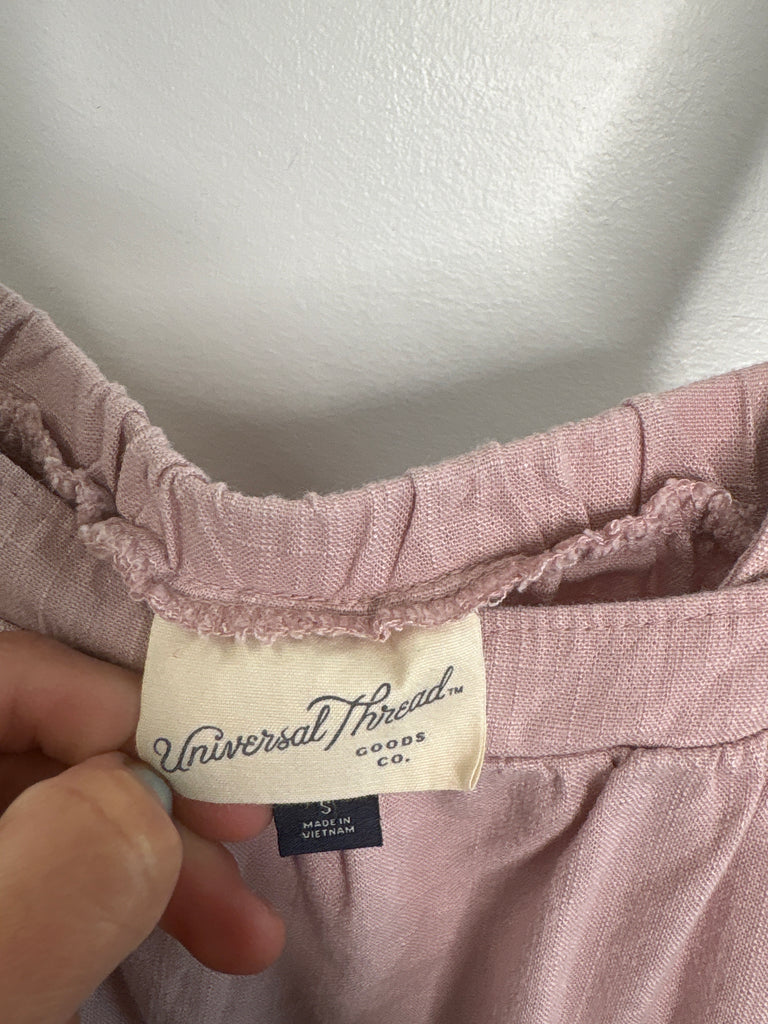 Universal Thread™
GOODS
CO.
S
MADE IN
VIETNAM